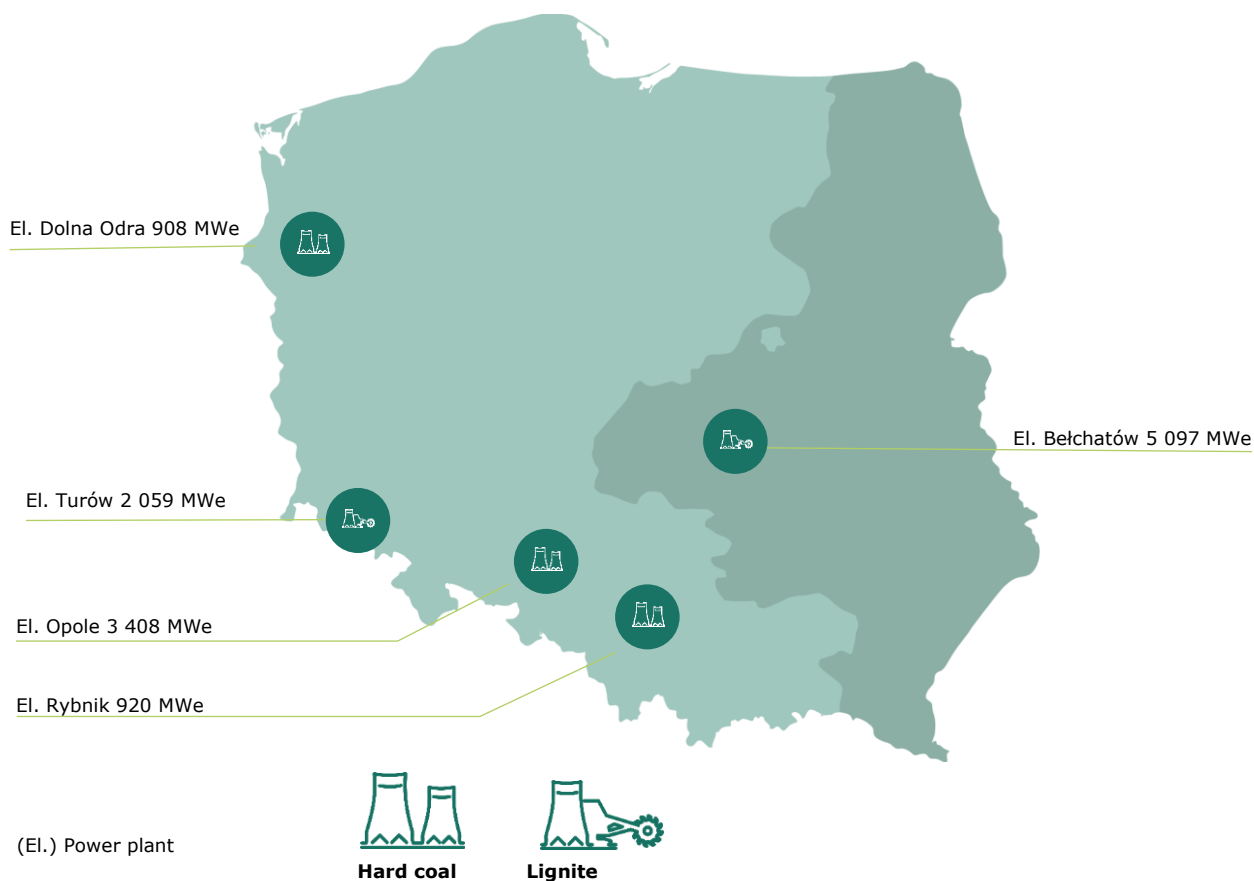 El. Dolna Odra 908 MWe
El. Bełchatów 5 097 MWe
El. Turów 2 059 MWe
El. Opole 3 408 MWe
El. Rybnik 920 MWe
(El.) Power plant
Hard coal
Lignite